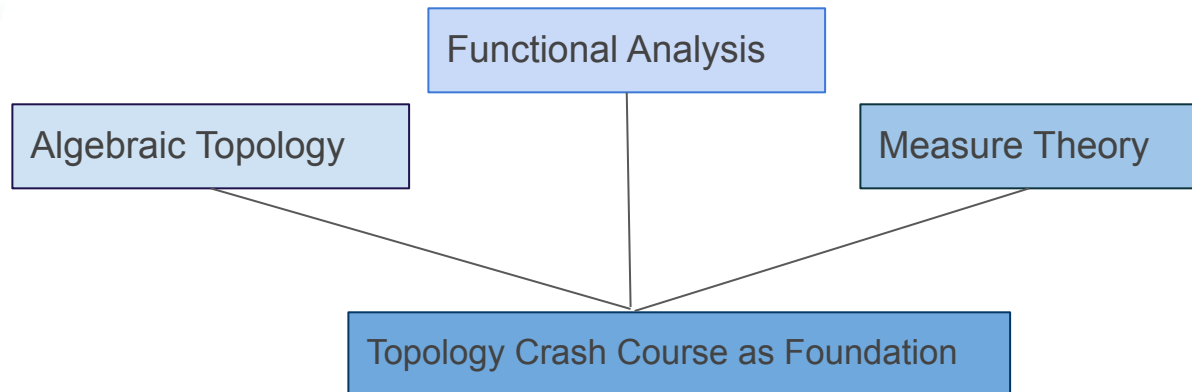 Functional Analysis
Algebraic Topology
Measure Theory
Topology Crash Course as Foundation